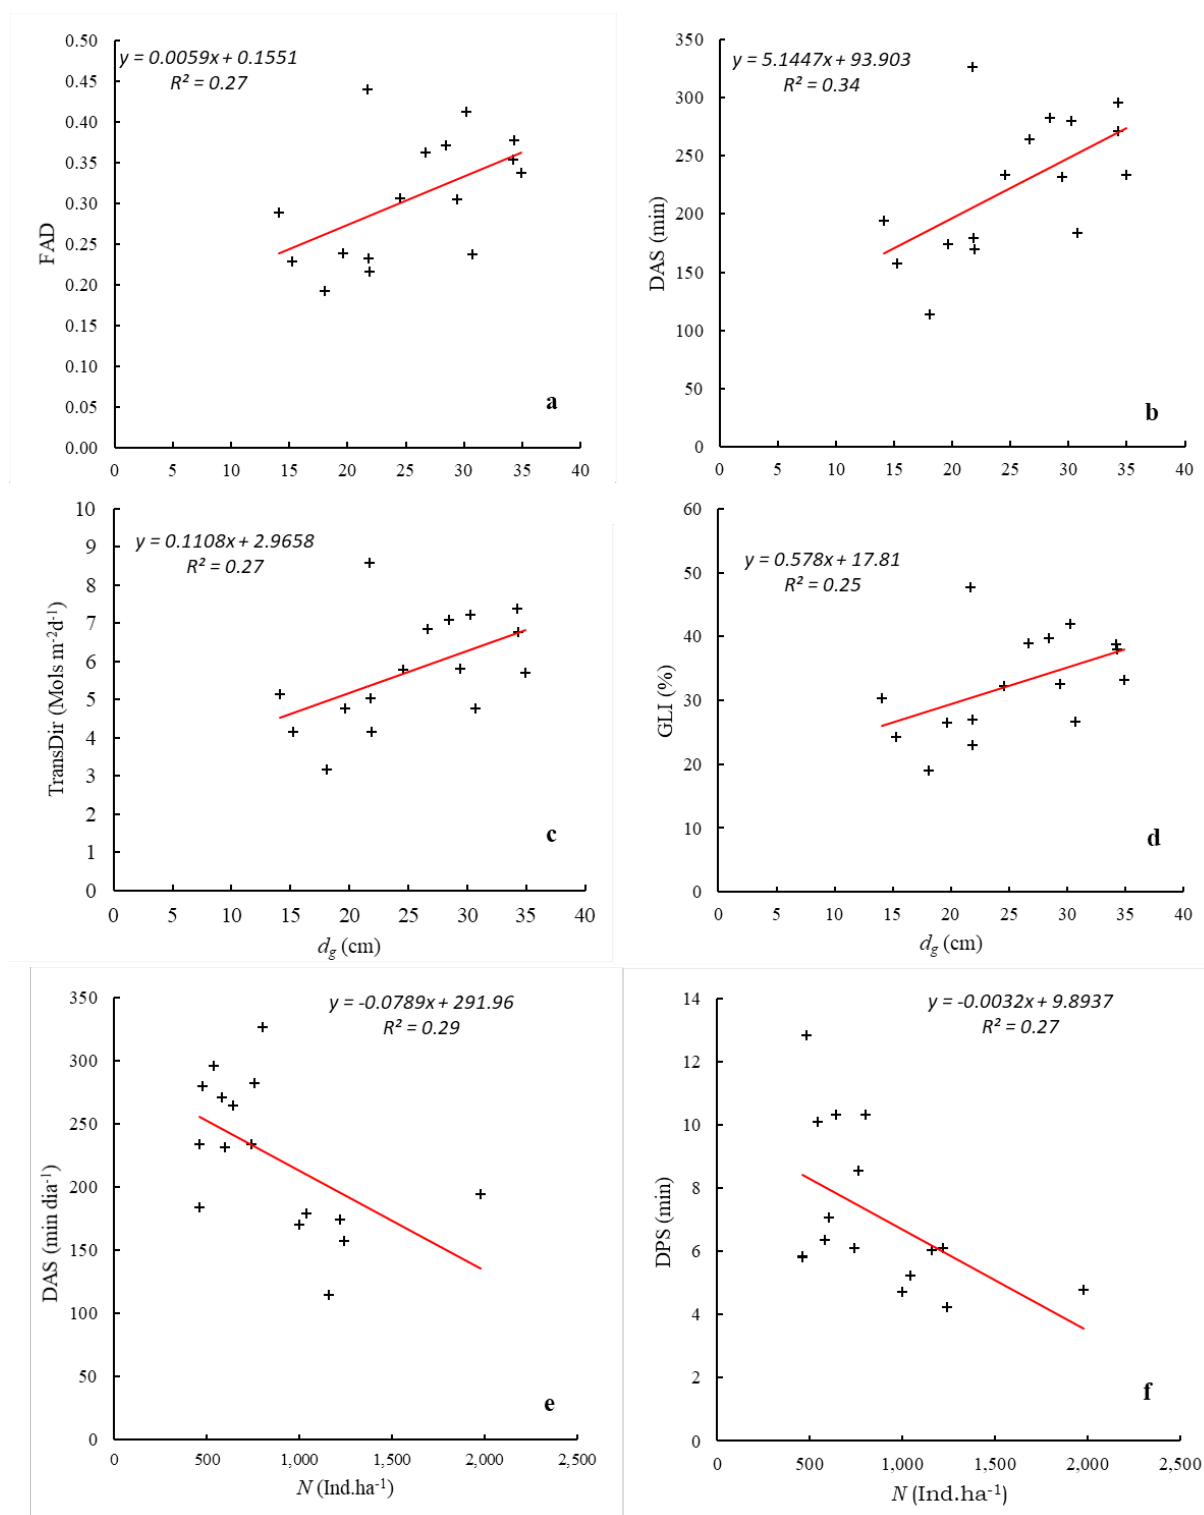 y = 0.0059x + 0.1551
R² = 0.27
0.50
0.45
0.40
0.35
0.30
0.25
0.20
0.15
0.10
0.05
0.00
FAD
a
0 5 10 15 20 25 30 35 40
y = 5.1447x + 93.903
R² = 0.34
350
300
250
200
150
100
50
0
DAS (min)
b
0 5 10 15 20 25 30 35 40
y = 0.1108x + 2.9658
R² = 0.27
10
9
8
7
6
5
4
3
2
1
0
TransDir (Mols m⁻²d⁻¹)
c
0 5 10 15 20 25 30 35 40
d_g (cm)
y = 0.578x + 17.81
R² = 0.25
60
50
40
30
20
10
0
GLI (%)
d
0 5 10 15 20 25 30 35 40
d_g (cm)
y = -0.0789x + 291.96
R² = 0.29
350
300
250
200
150
100
50
0
DAS (min dia⁻¹)
e
0 500 1,000 1,500 2,000 2,500
N (Ind.ha⁻¹)
y = -0.0032x + 9.8937
R² = 0.27
14
12
10
8
6
4
2
0
DPS (min)
f
0 500 1,000 1,500 2,000 2,500
N (Ind.ha⁻¹)